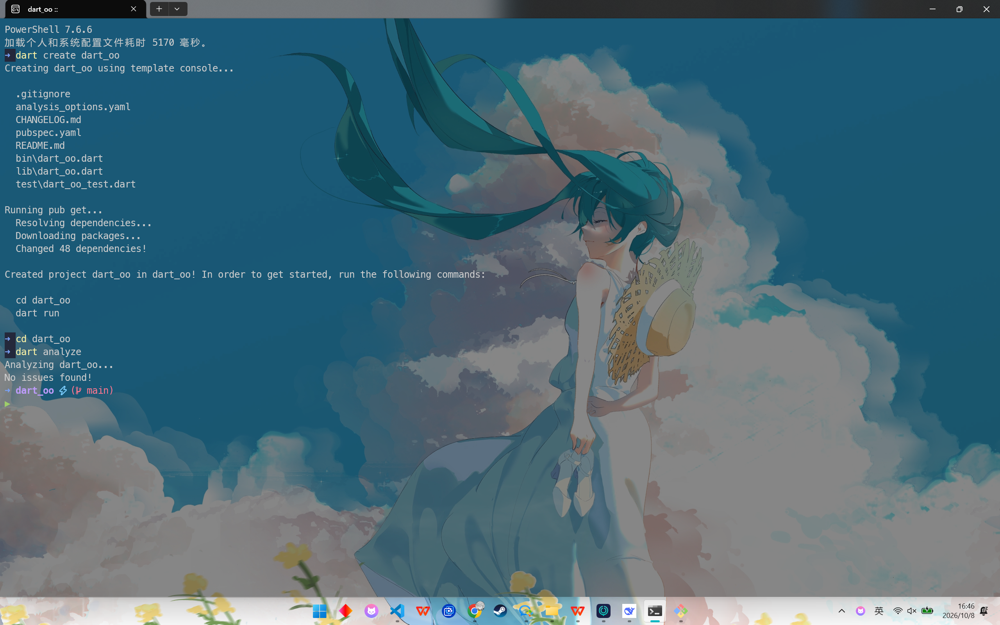 dart_oo ::
PowerShell 7.6.6
加载个人和系统配置文件耗时 5170 毫秒。
➜ dart create dart_oo
Creating dart_oo using template console...
.gitignore
analysis_options.yaml
CHANGELOG.md
pubspec.yaml
README.md
bin\dart_oo.dart
lib\dart_oo.dart
test\dart_oo_test.dart
Running pub get...
Resolving dependencies...
Downloading packages...
Changed 48 dependencies!
Created project dart_oo in dart_oo! In order to get started, run the following commands:
cd dart_oo
dart run
➜ cd dart_oo
➜ dart analyze
Analyzing dart_oo...
No issues found!
➜ dart_oo ⚡ ( main)
英
16:46
2026/10/8